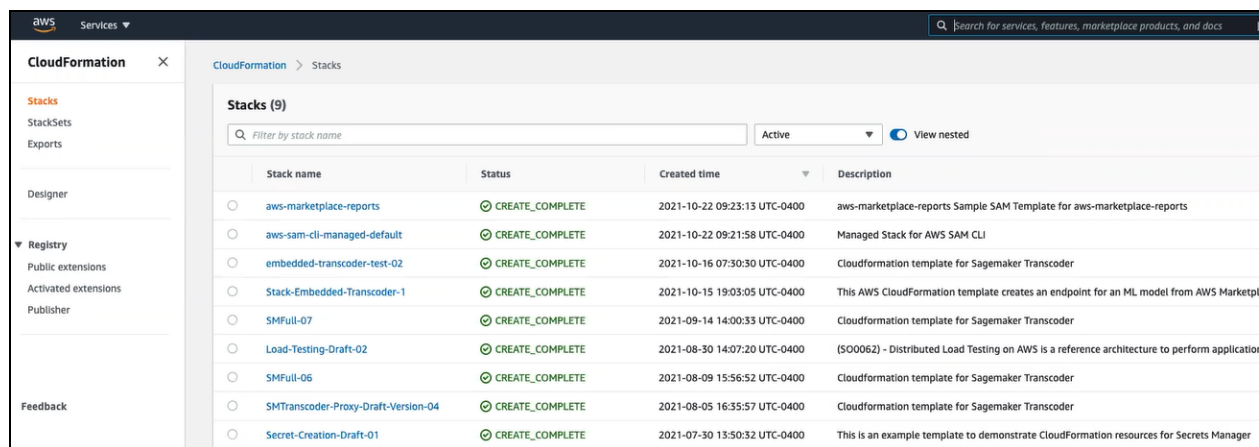 aws Services ▼ Search for services, features, marketplace products, and docs
CloudFormation
CloudFormation > Stacks
Stacks
StackSets
Exports
Designer
▼ Registry
Public extensions
Activated extensions
Publisher
Feedback
Stacks (9)
Filter by stack name Active ▼ View nested
Stack name Status Created time ▼ Description
aws-marketplace-reports CREATE_COMPLETE 2021-10-22 09:23:13 UTC-0400 aws-marketplace-reports Sample SAM Template for aws-marketplace-reports
aws-sam-cli-managed-default CREATE_COMPLETE 2021-10-22 09:21:58 UTC-0400 Managed Stack for AWS SAM CLI
embedded-transcoder-test-02 CREATE_COMPLETE 2021-10-16 07:30:30 UTC-0400 Cloudformation template for Sagemaker Transcoder
Stack-Embedded-Transcoder-1 CREATE_COMPLETE 2021-10-15 19:03:05 UTC-0400 This AWS CloudFormation template creates an endpoint for an ML model from AWS Marketpl
SMFull-07 CREATE_COMPLETE 2021-09-14 14:00:33 UTC-0400 Cloudformation template for Sagemaker Transcoder
Load-Testing-Draft-02 CREATE_COMPLETE 2021-08-30 14:07:20 UTC-0400 (SO0062) - Distributed Load Testing on AWS is a reference architecture to perform application
SMFull-06 CREATE_COMPLETE 2021-08-09 15:56:52 UTC-0400 Cloudformation template for Sagemaker Transcoder
SMTranscoder-Proxy-Draft-Version-04 CREATE_COMPLETE 2021-08-05 16:35:57 UTC-0400 Cloudformation template for Sagemaker Transcoder
Secret-Creation-Draft-01 CREATE_COMPLETE 2021-07-30 13:50:32 UTC-0400 This is an example template to demonstrate CloudFormation resources for Secrets Manager